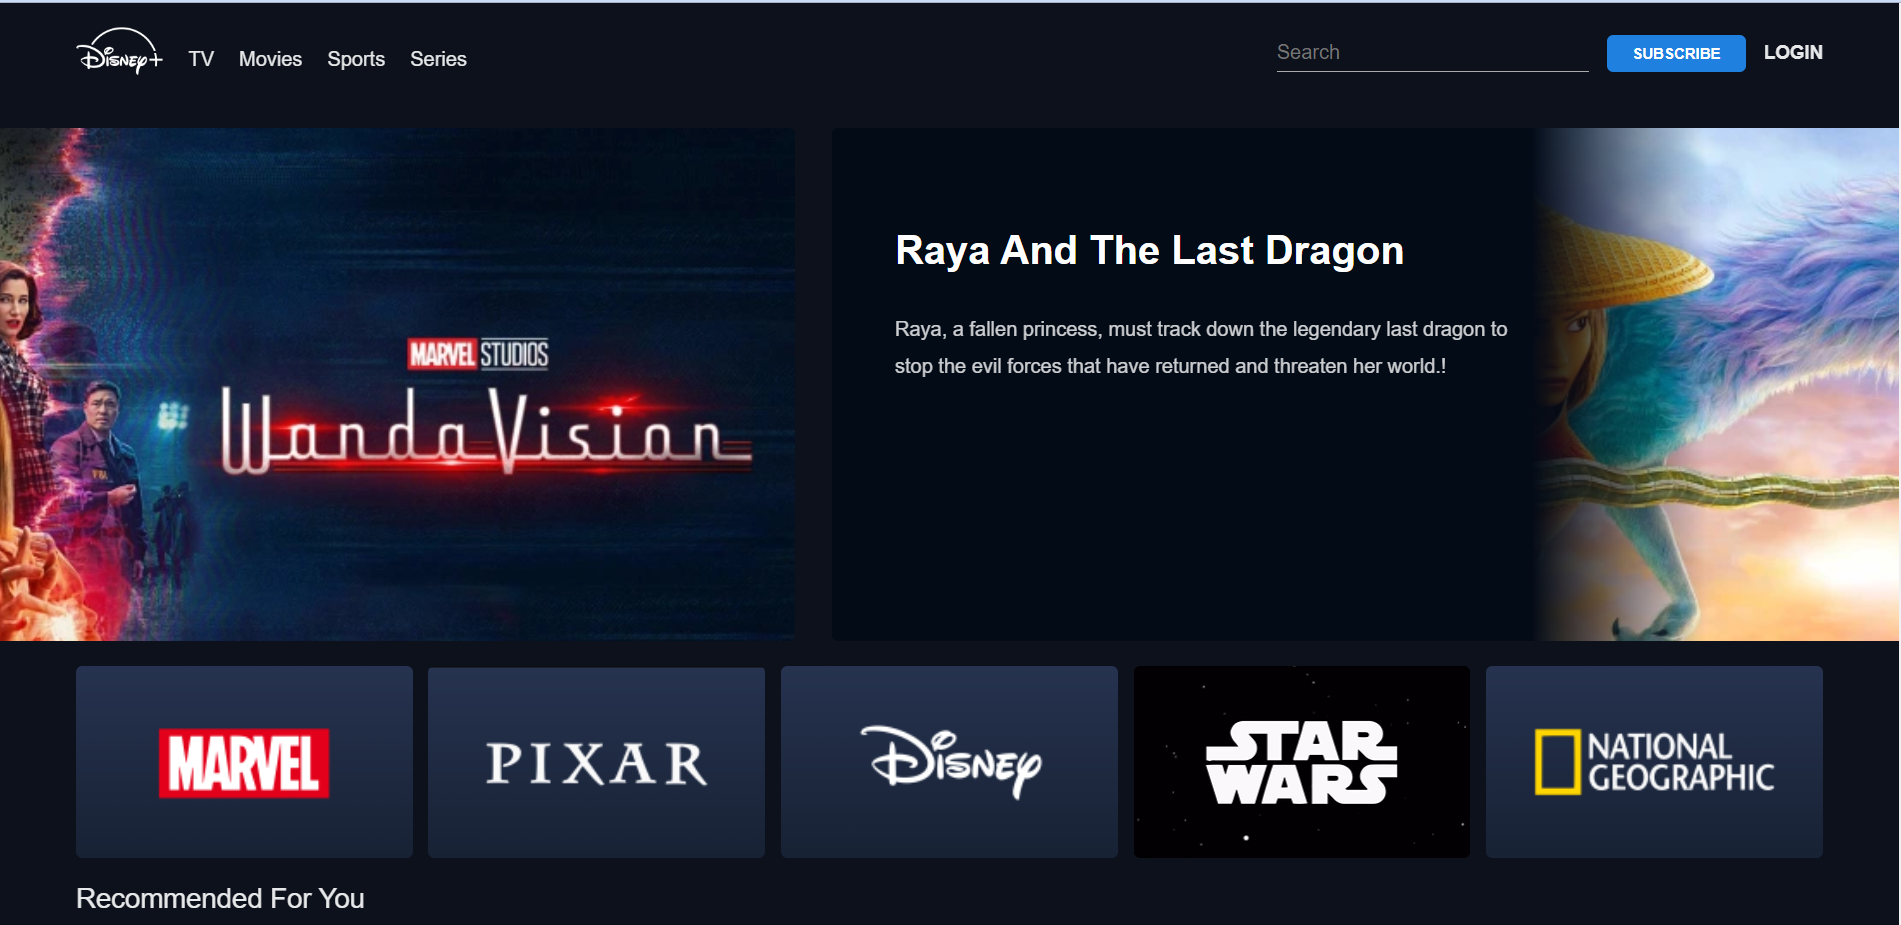 Disney+
TV Movies Sports Series
Search
SUBSCRIBE
LOGIN
MARVEL STUDIOS
WandaVision
Raya And The Last Dragon
Raya, a fallen princess, must track down the legendary last dragon to
stop the evil forces that have returned and threaten her world.!
MARVEL
PIXAR
Disney
STAR
WARS
NATIONAL
GEOGRAPHIC
Recommended For You